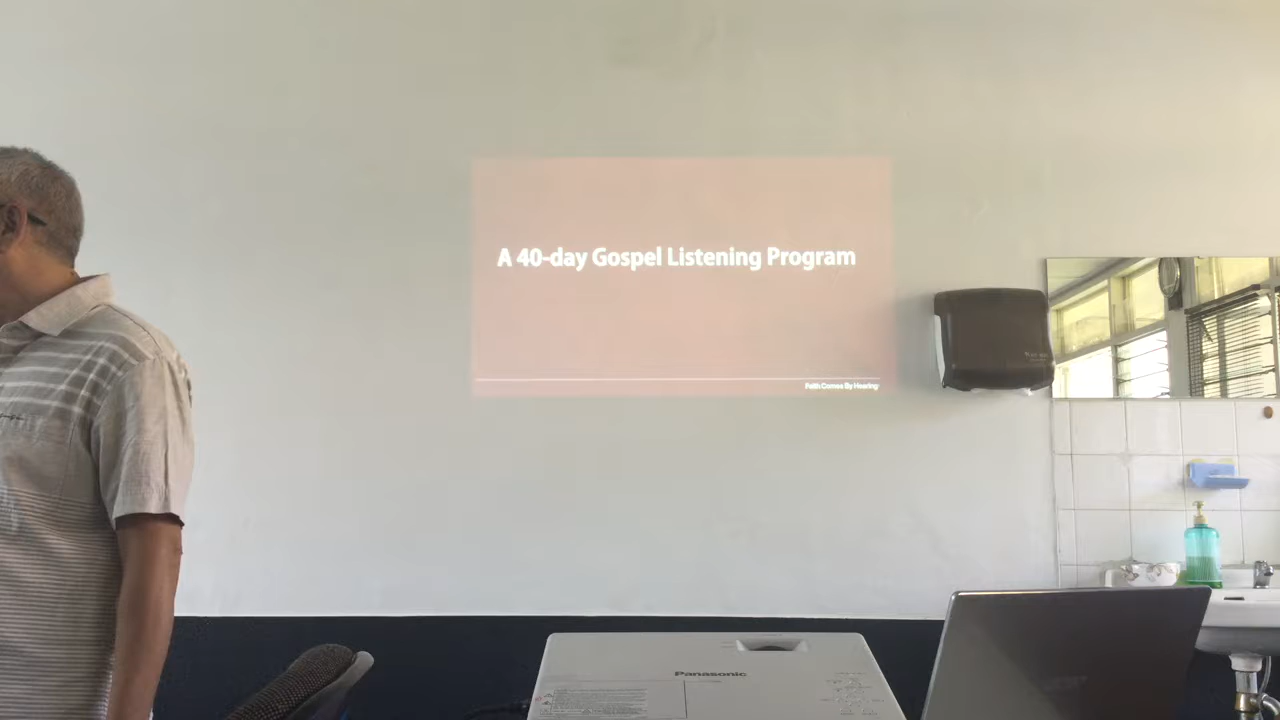 A 40-day Gospel Listening Program
Faith Comes By Hearing
Panasonic